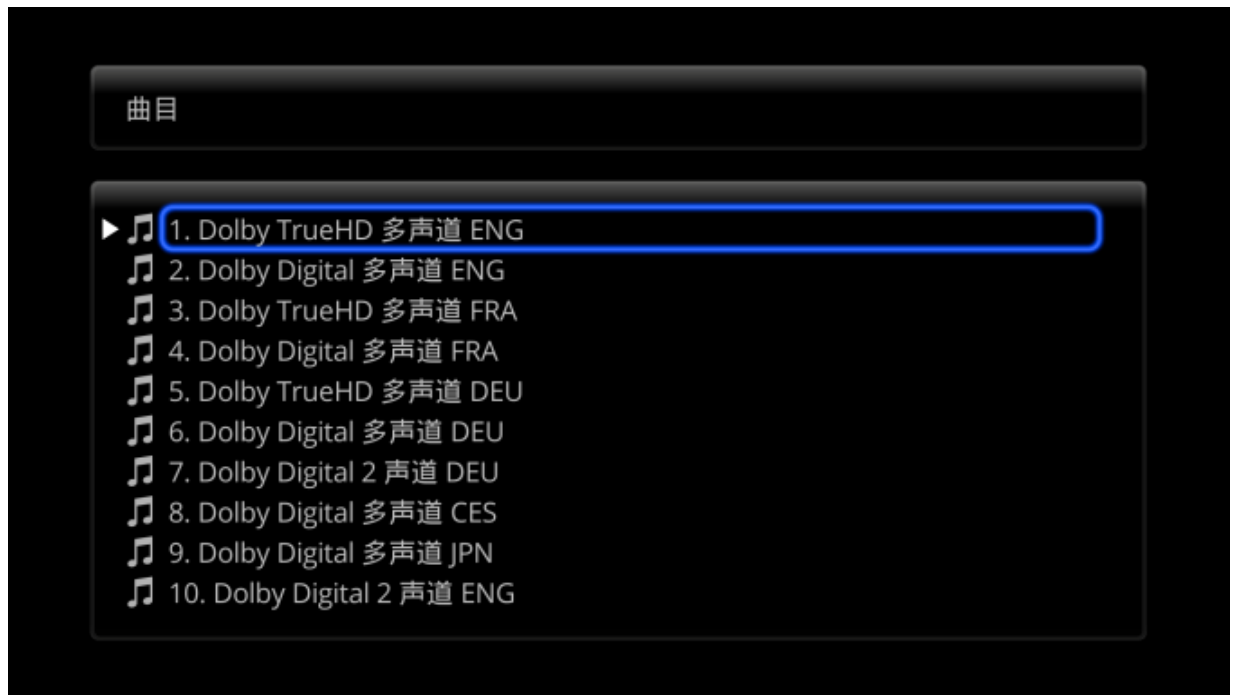 曲目
1. Dolby TrueHD 多声道 ENG
2. Dolby Digital 多声道 ENG
3. Dolby TrueHD 多声道 FRA
4. Dolby Digital 多声道 FRA
5. Dolby TrueHD 多声道 DEU
6. Dolby Digital 多声道 DEU
7. Dolby Digital 2 声道 DEU
8. Dolby Digital 多声道 CES
9. Dolby Digital 多声道 JPN
10. Dolby Digital 2 声道 ENG